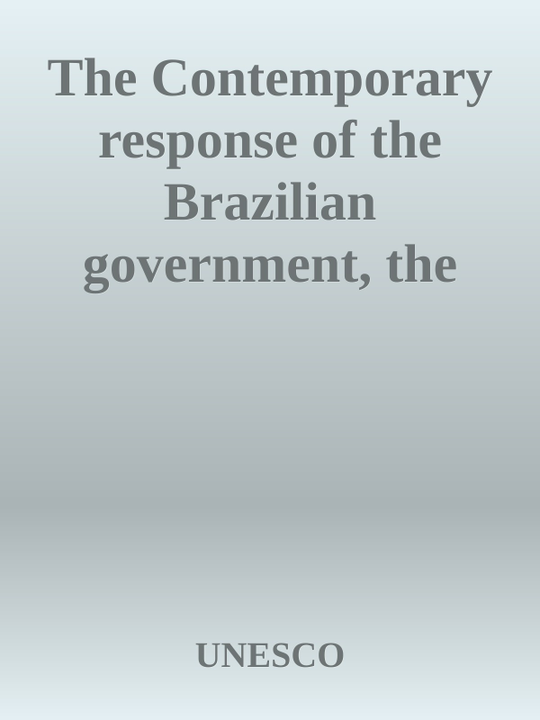 The Contemporary
response of the
Brazilian
government, the
UNESCO